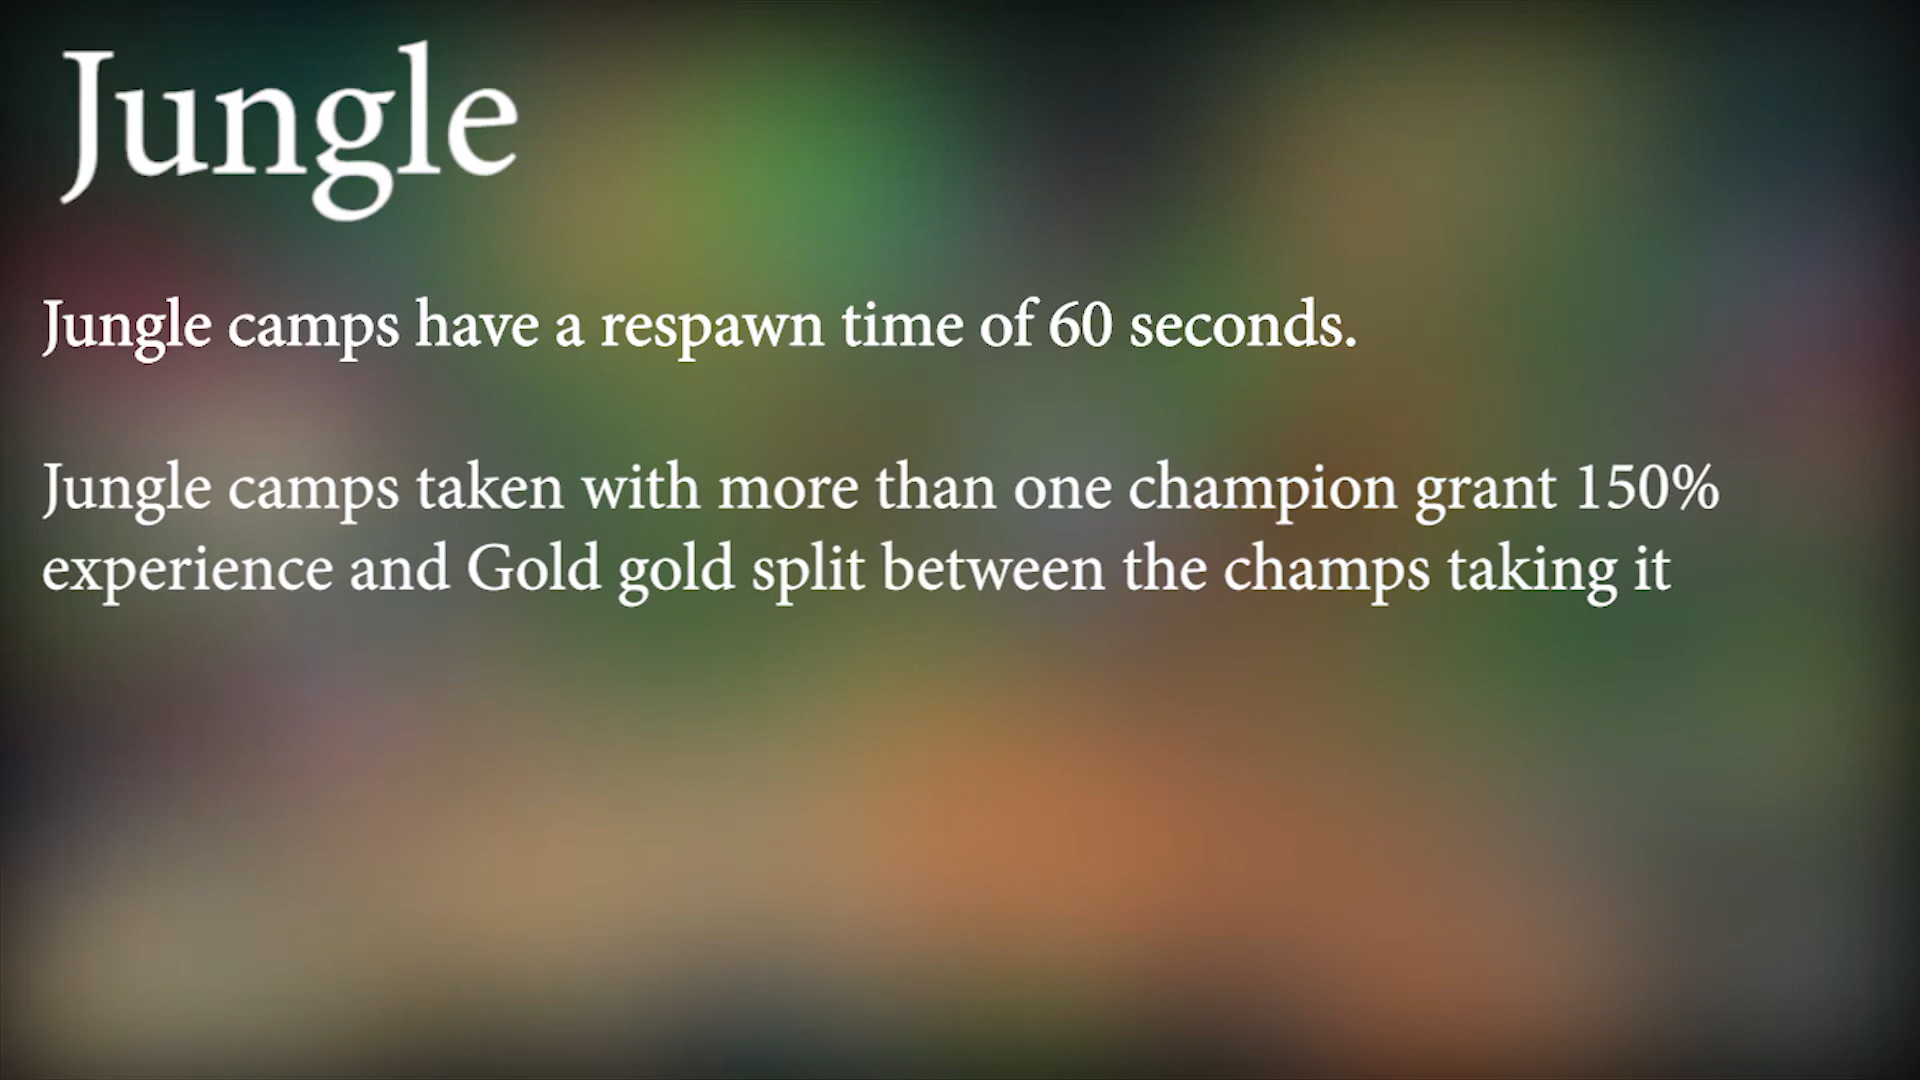 Jungle
Jungle camps have a respawn time of 60 seconds.
Jungle camps taken with more than one champion grant 150%
experience and Gold gold split between the champs taking it